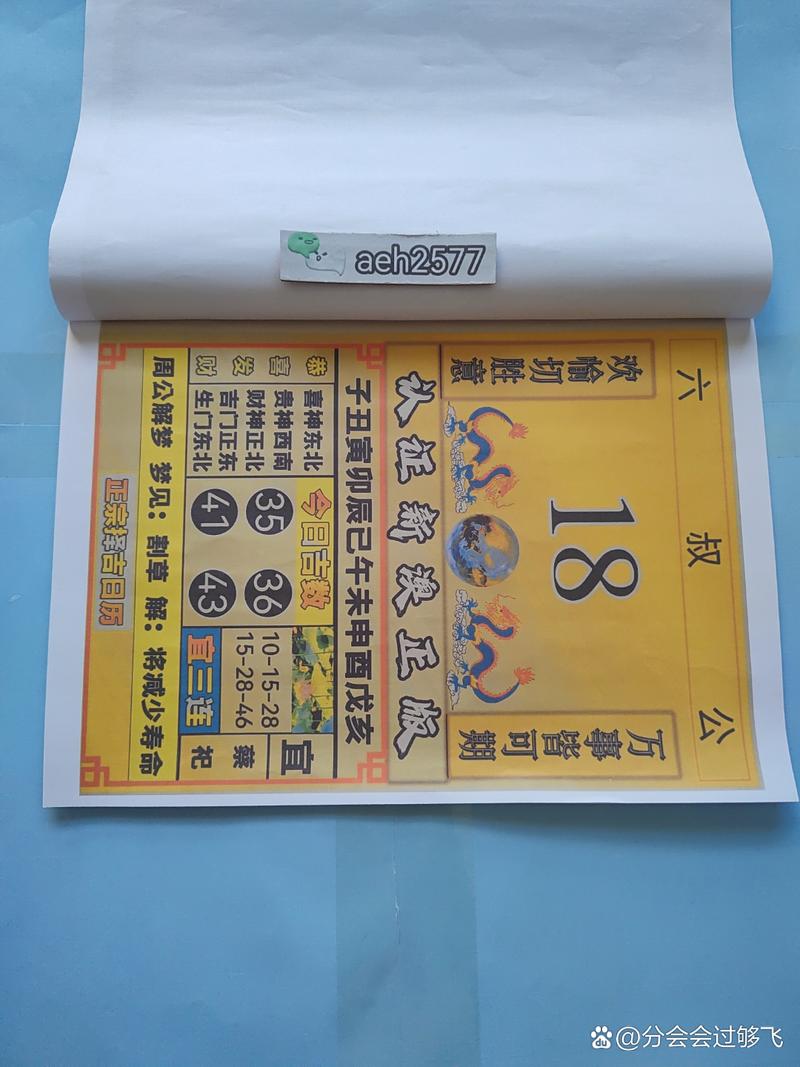 aeh2577
六叔公
18
欢愉切胜意
万事皆可期
认证新澳正版
子丑寅卯辰己午未申酉戊亥
恭喜发财
喜神东北
贵神西南
财神正北
吉门正东
生门东北
今日吉数
35 36
41 43
10-15-28
15-28-46
宜三连
宜
祭
祀
周公解梦 梦见：割草 解：将减少寿命
正宗择吉日历
@分会会过够飞